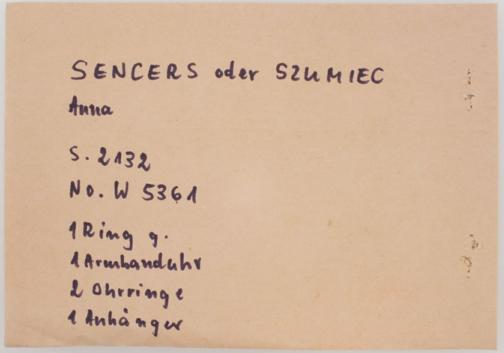 SENCERS oder SZUMIEC
Anna
S. 2132
No. W 5361
1 Ring g.
1 Armbanduhr
2 Ohrringe
1 Anhänger